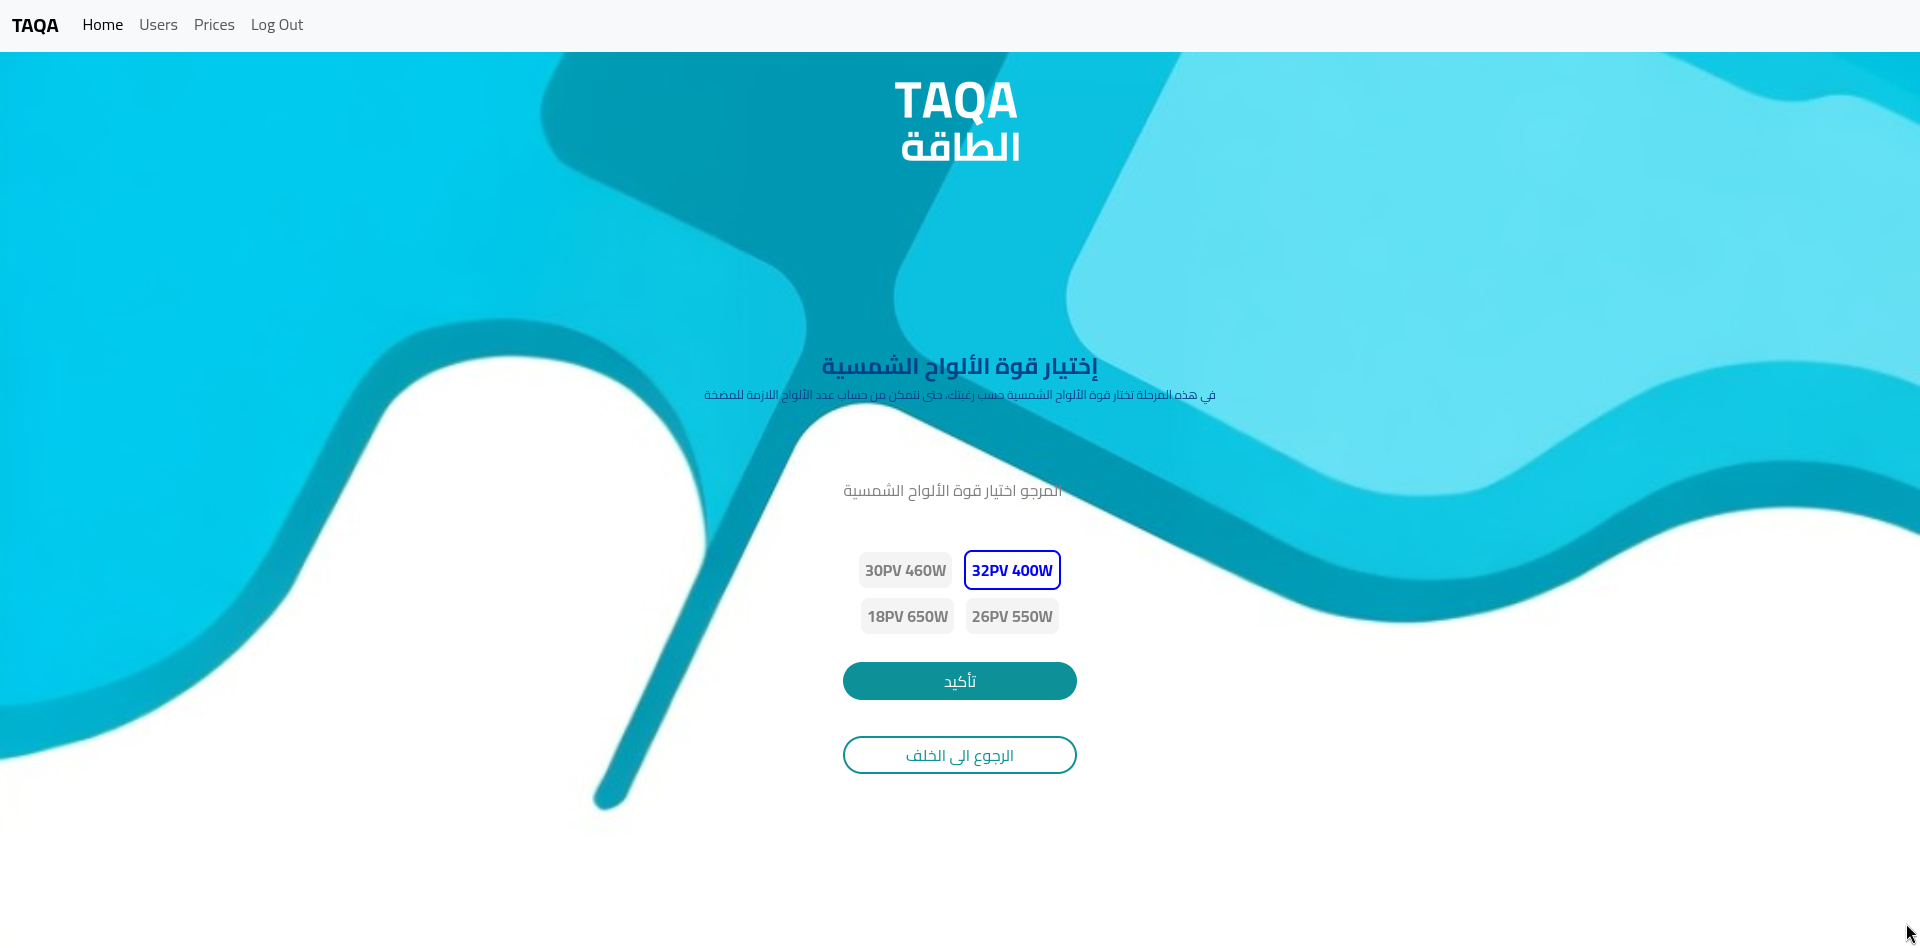 TAQA Home Users Prices Log Out
TAQA
الطاقة
إختيار قوة الألواح الشمسية
في هذه المرحلة تختار قوة الألواح الشمسية حسب رغبتك، حتى نتمكن من حساب عدد الألواح اللازمة للمضخة
المرجو اختيار قوة الألواح الشمسية
30PV 460W 32PV 400W
18PV 650W 26PV 550W
تأكيد
الرجوع الى الخلف